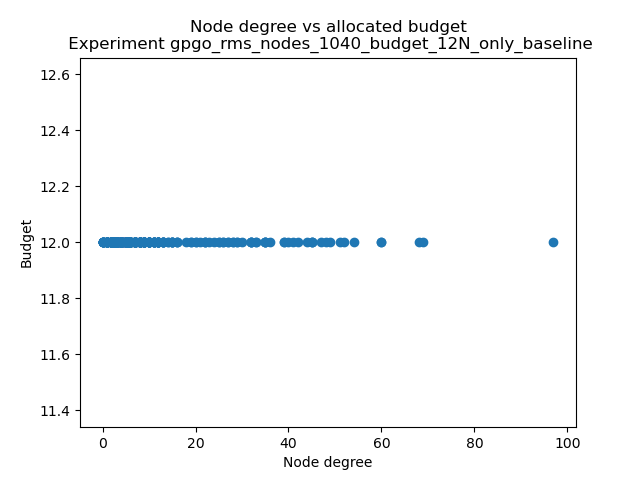 Node degree vs allocated budget
Experiment gpgo_rms_nodes_1040_budget_12N_only_baseline
12.6
12.4
12.2
12.0
11.8
11.6
11.4
Budget
0 20 40 60 80 100
Node degree